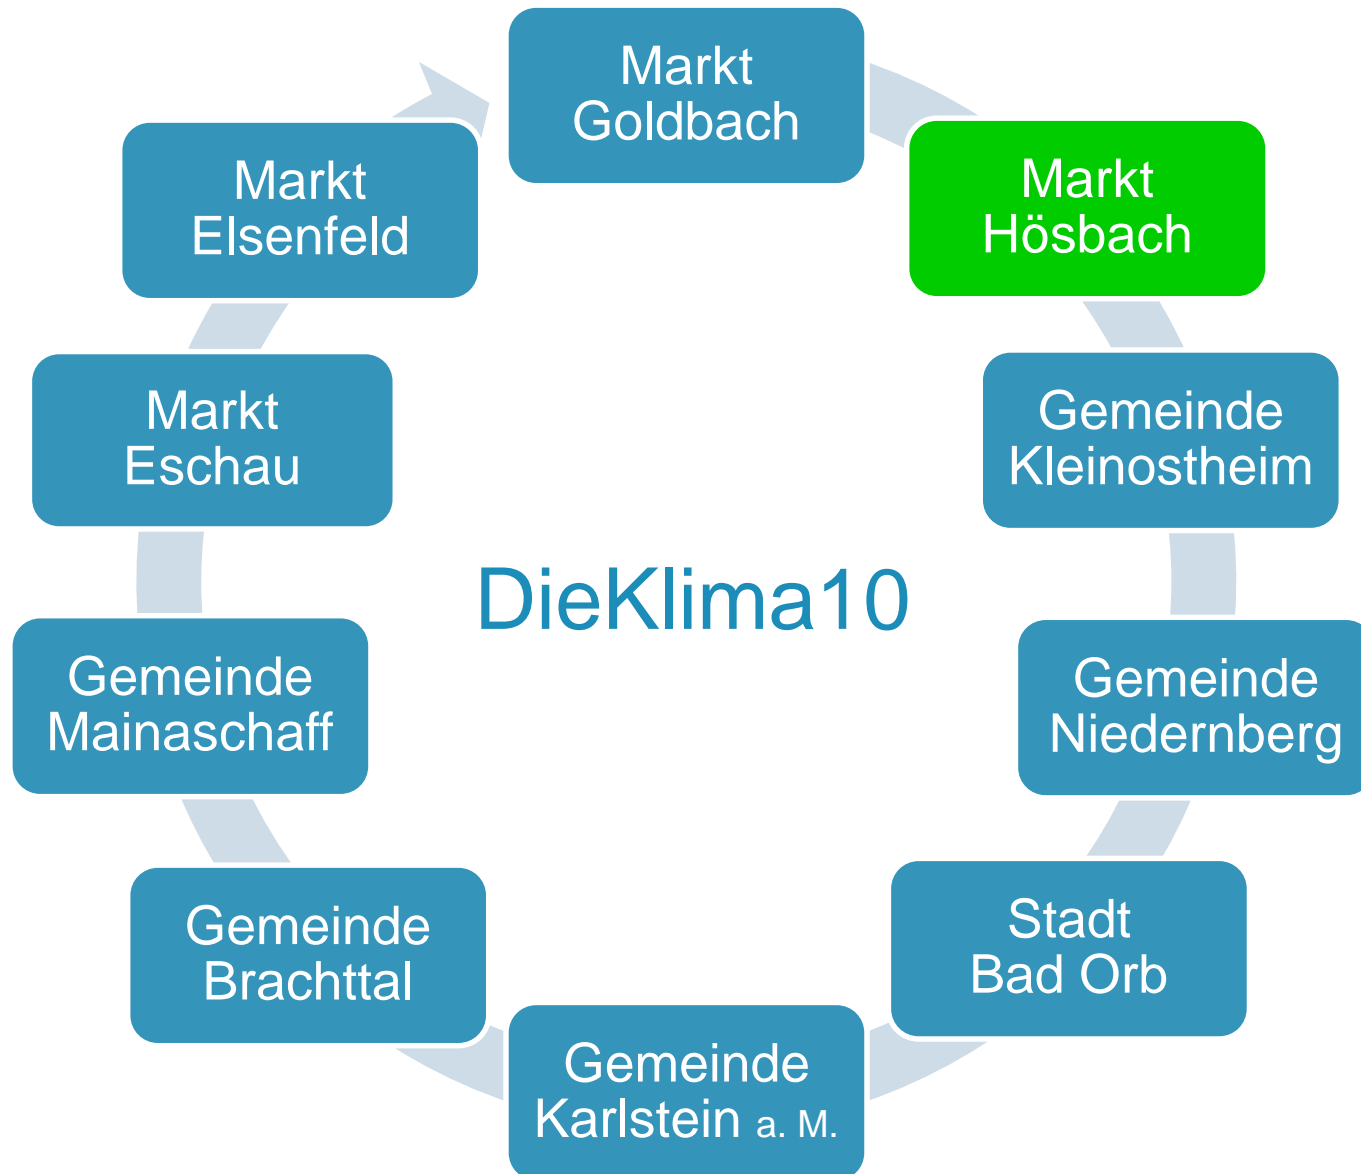 Markt
Goldbach
Markt
Hösbach
Gemeinde
Kleinostheim
Gemeinde
Niedernberg
Stadt
Bad Orb
Gemeinde
Karlstein a. M.
Gemeinde
Brachttal
Gemeinde
Mainaschaff
Markt
Eschau
Markt
Elsenfeld
DieKlima10